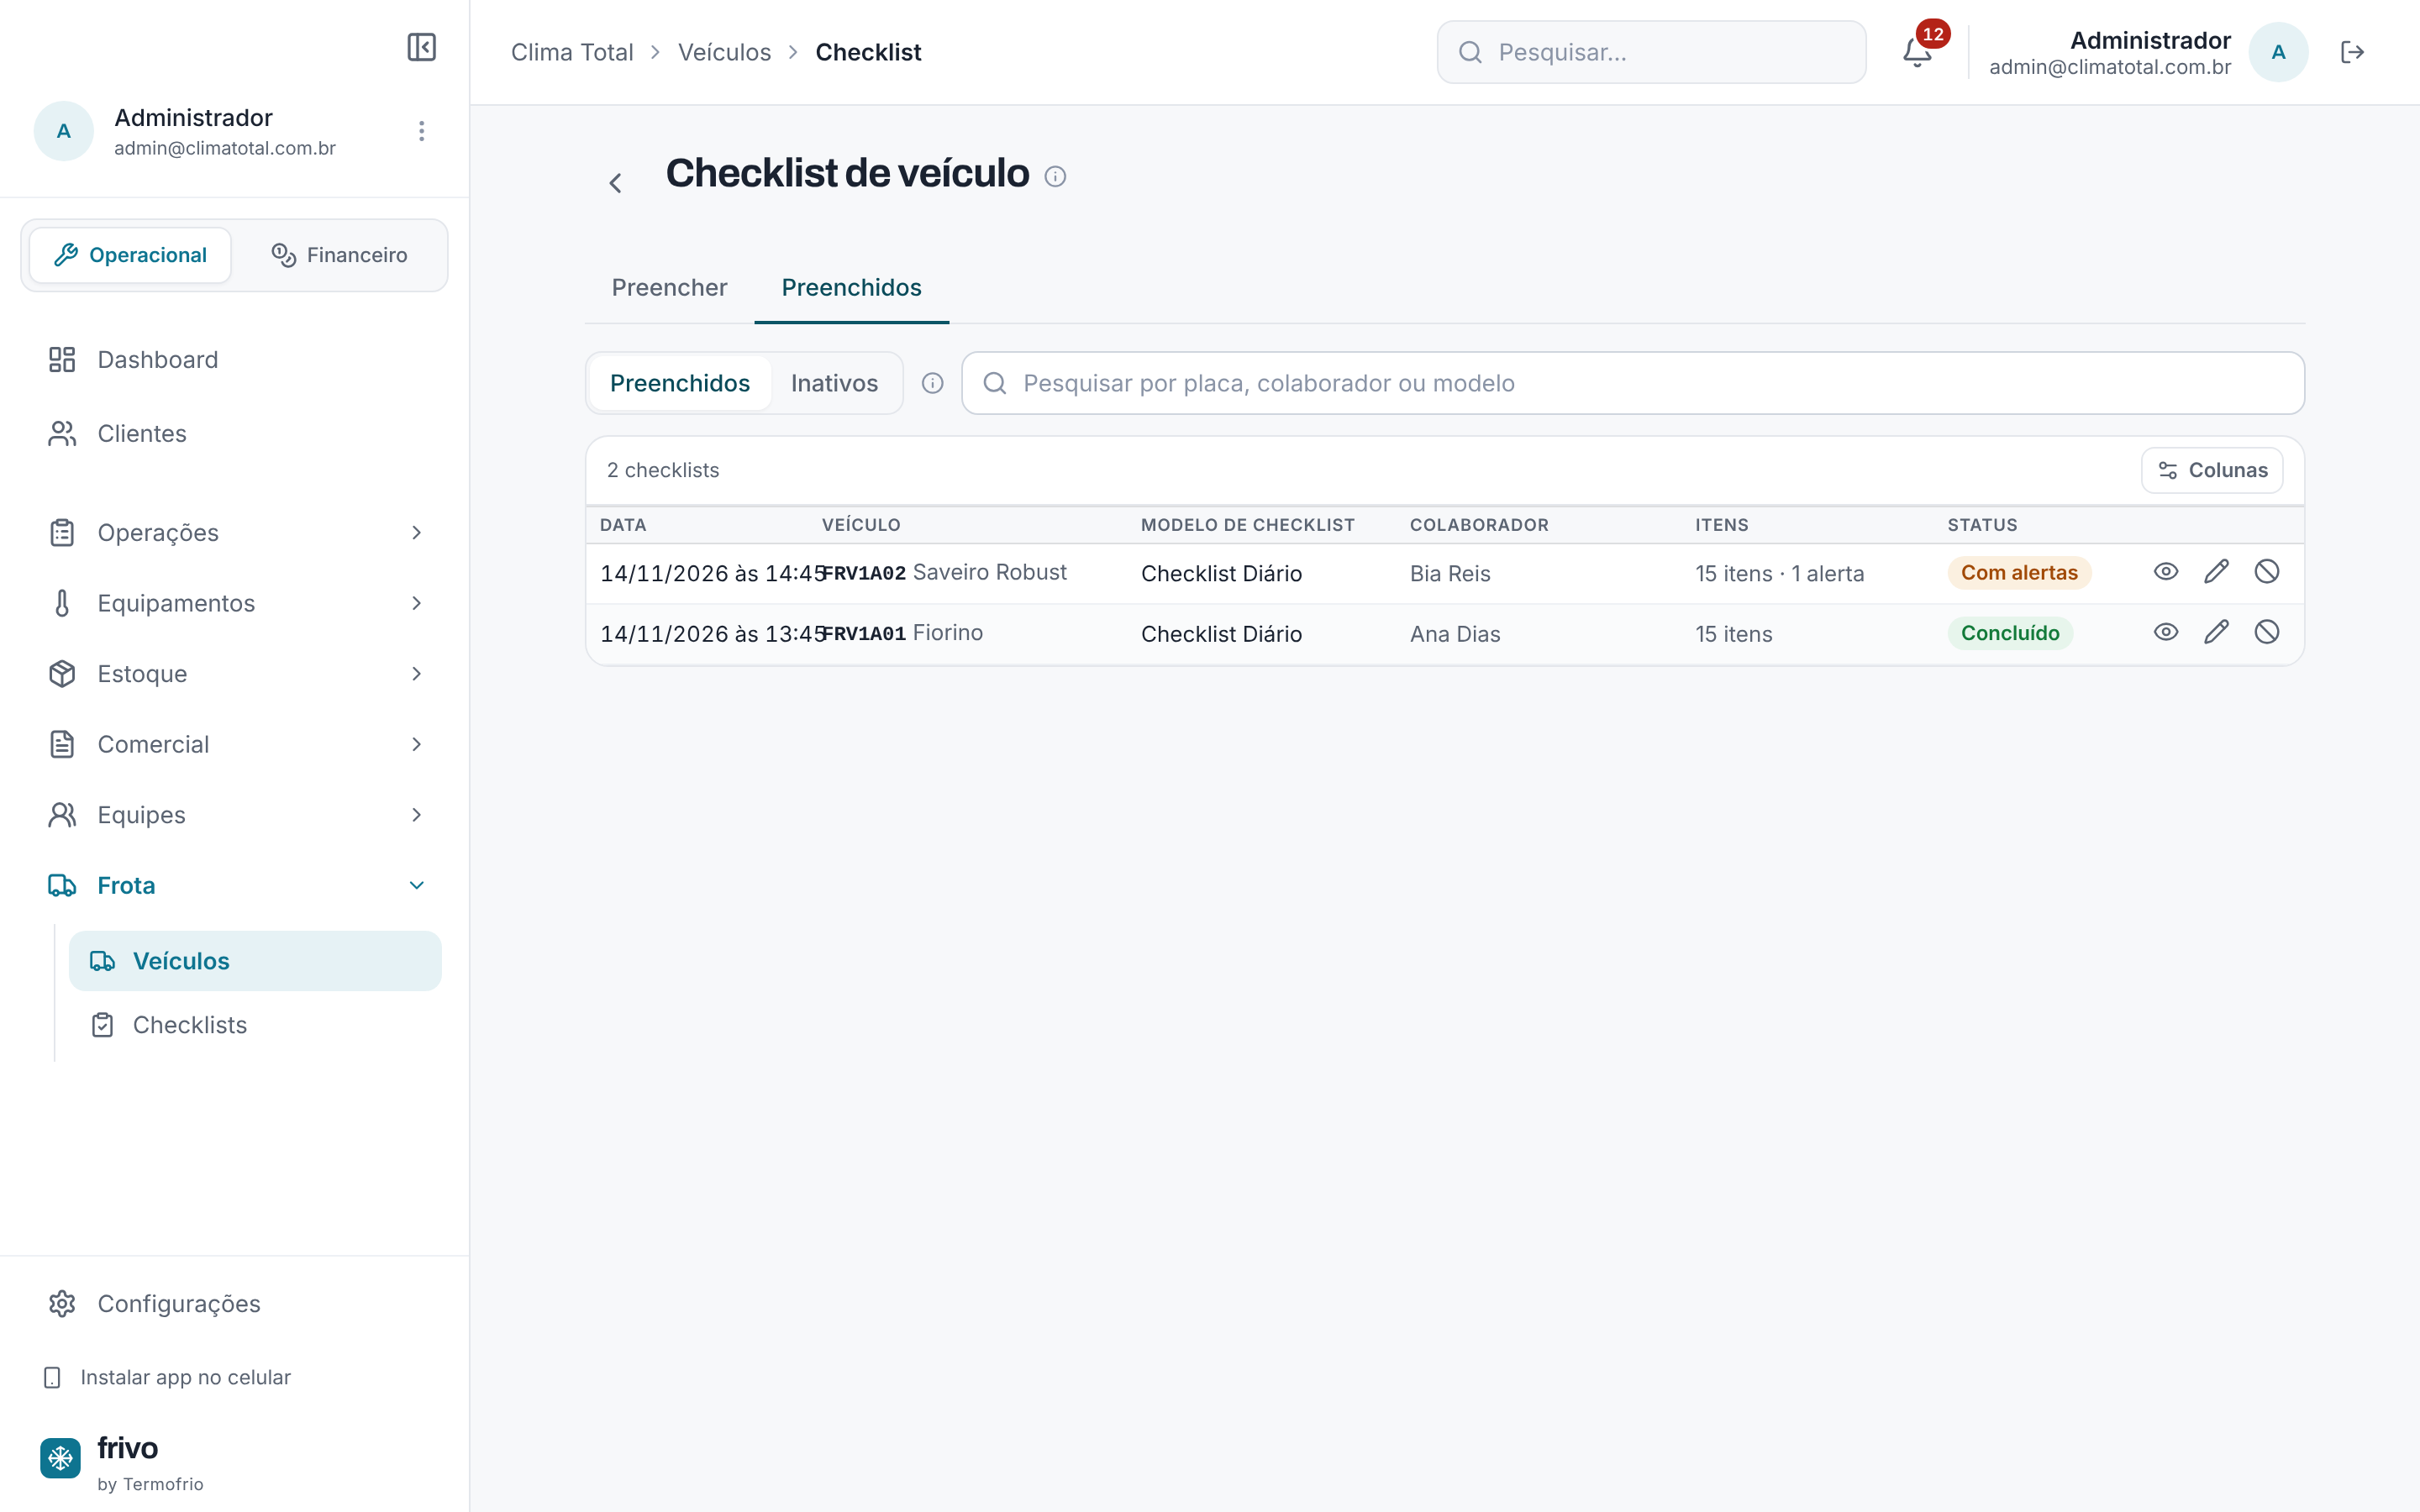 Administrador
admin@climatotal.com.br
A
Operacional
Financeiro
Dashboard
Clientes
Operações
Equipamentos
Estoque
Comercial
Equipes
Frota
Veículos
Checklists
Configurações
Instalar app no celular
frivo
by Termofrio
Clima Total > Veículos > Checklist
Pesquisar...
12
Administrador
admin@climatotal.com.br
A
Checklist de veículo
Preencher
Preenchidos
Preenchidos
Inativos
Pesquisar por placa, colaborador ou modelo
2 checklists
Colunas
DATA VEÍCULO MODELO DE CHECKLIST COLABORADOR ITENS STATUS
14/11/2026 às 14:45 FRV1A02 Saveiro Robust Checklist Diário Bia Reis 15 itens · 1 alerta Com alertas
14/11/2026 às 13:45 FRV1A01 Fiorino Checklist Diário Ana Dias 15 itens Concluído